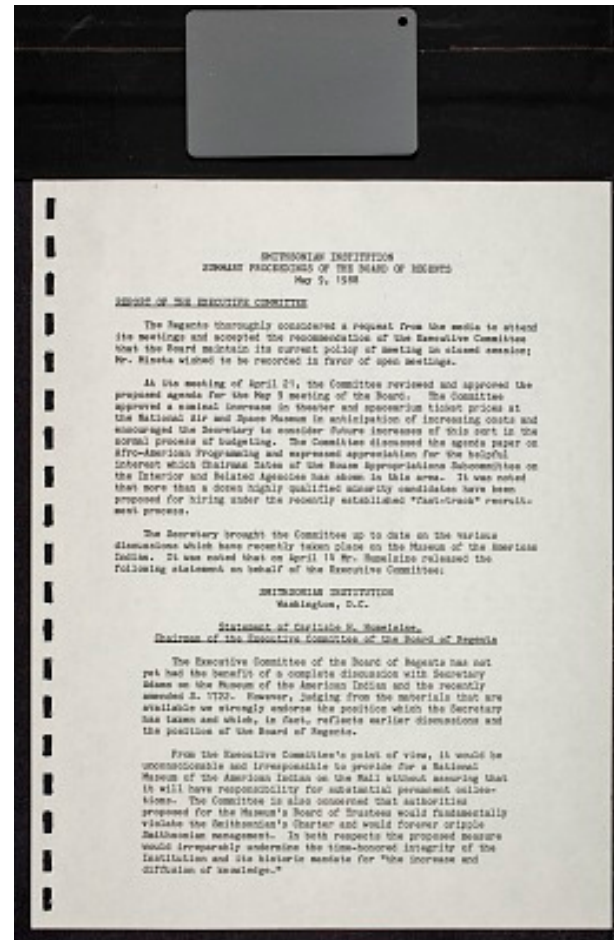 SMITHSONIAN INSTITUTION
SUMMARY PROCEEDINGS OF THE BOARD OF REGENTS
May 9, 1988
REPORT OF THE EXECUTIVE COMMITTEE
The Regents thoroughly considered a request from the media to attend
its meetings and accepted the recommendation of the Executive Committee
that the Board maintain its current policy of meeting in closed session;
Mr. Mineta wished to be recorded in favor of open meetings.
At its meeting of April 21, the Committee reviewed and approved the
proposed agenda for the May 9 meeting of the Board. The Committee
approved a nominal increase in theater and spacearium ticket prices at
the National Air and Space Museum in anticipation of increasing costs and
encouraged the Secretary to consider future increases of this sort in the
normal process of budgeting. The Committee discussed the agenda paper on
Afro-American Programming and expressed appreciation for the helpful
interest which Chairman Yates of the House Appropriations Subcommittee on
the Interior and Related Agencies has shown in this area. It was noted
that more than a dozen highly qualified minority candidates have been
proposed for hiring under the recently established "fast-track" recruit-
ment process.
The Secretary brought the Committee up to date on the various
discussions which have recently taken place on the Museum of the American
Indian. It was noted that on April 14 Mr. Humelsine released the
following statement on behalf of the Executive Committee:
SMITHSONIAN INSTITUTION
Washington, D.C.
Statement of Carlisle H. Humelsine,
Chairman of the Executive Committee of the Board of Regents
The Executive Committee of the Board of Regents has not
yet had the benefit of a complete discussion with Secretary
Adams on the Museum of the American Indian and the recently
amended S. 1722. However, judging from the materials that are
available we strongly endorse the position which the Secretary
has taken and which, in fact, reflects earlier discussions and
the position of the Board of Regents.
From the Executive Committee's point of view, it would be
unconscionable and irresponsible to provide for a National
Museum of the American Indian on the Mall without assuring that
it will have responsibility for substantial permanent collec-
tions. The Committee is also concerned that authorities
proposed for the Museum's Board of Trustees would fundamentally
violate the Smithsonian's Charter and would forever cripple
Smithsonian management. In both respects the proposed measure
would irreparably undermine the time-honored integrity of the
Institution and its historic mandate for "the increase and
diffusion of knowledge."